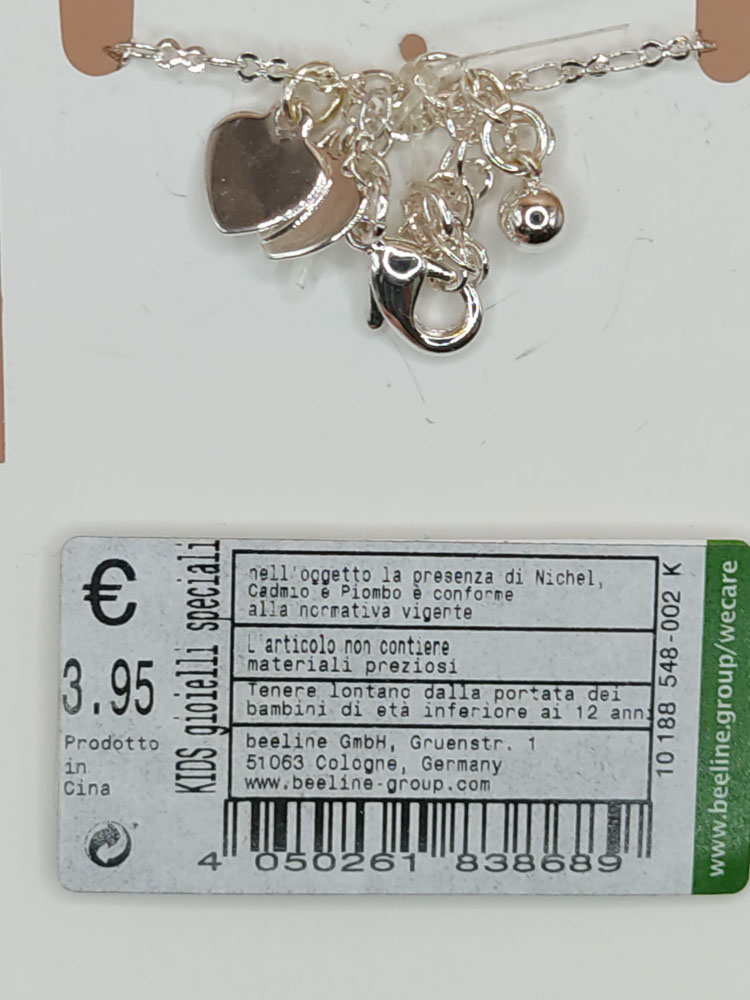 €
3.95
Prodotto
in
Cina
KIDS gioielli speciali
nell'oggetto la presenza di Nichel,
Cadmio e Piombo è conforme
alla normativa vigente
L'articolo non contiene
materiali preziosi
Tenere lontano dalla portata dei
bambini di età inferiore ai 12 anni
beeline GmbH, Gruenstr. 1
51063 Cologne, Germany
www.beeline-group.com
4 050261 838689
10 188 548-002 K
www.beeline.group/wecare